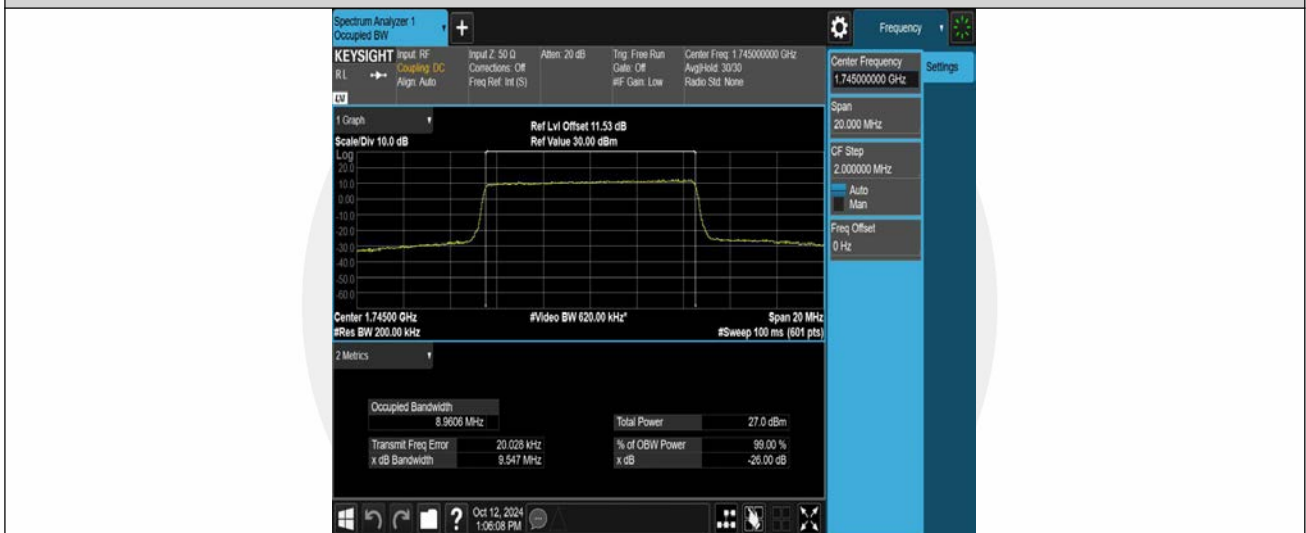 Spectrum Analyzer 1
Occupied BW
+
Frequency
KEYSIGHT
RL
LXI
Input: RF
Coupling: DC
Align: Auto
Input Z: 50 Ω
Corrections: Off
Freq Ref: Int (S)
Atten: 20 dB
Trig: Free Run
Gate: Off
#IF Gain: Low
Center Freq: 1.745000000 GHz
Avg|Hold: 30/30
Radio Std: None
Center Frequency
1.745000000 GHz
Settings
Span
20.000 MHz
CF Step
2.000000 MHz
Auto
Man
Freq Offset
0 Hz
1 Graph
Scale/Div 10.0 dB
Ref Lvl Offset 11.53 dB
Ref Value 30.00 dBm
Log
20.0
10.0
0.00
-10.0
-20.0
-30.0
-40.0
-50.0
-60.0
Center 1.74500 GHz
#Res BW 200.00 kHz
#Video BW 620.00 kHz*
Span 20 MHz
#Sweep 100 ms (601 pts)
2 Metrics
Occupied Bandwidth
8.9606 MHz
Total Power 27.0 dBm
Transmit Freq Error 20.028 kHz
% of OBW Power 99.00 %
x dB Bandwidth 9.547 MHz
x dB -26.00 dB
?
Oct 12, 2024
1:06:08 PM